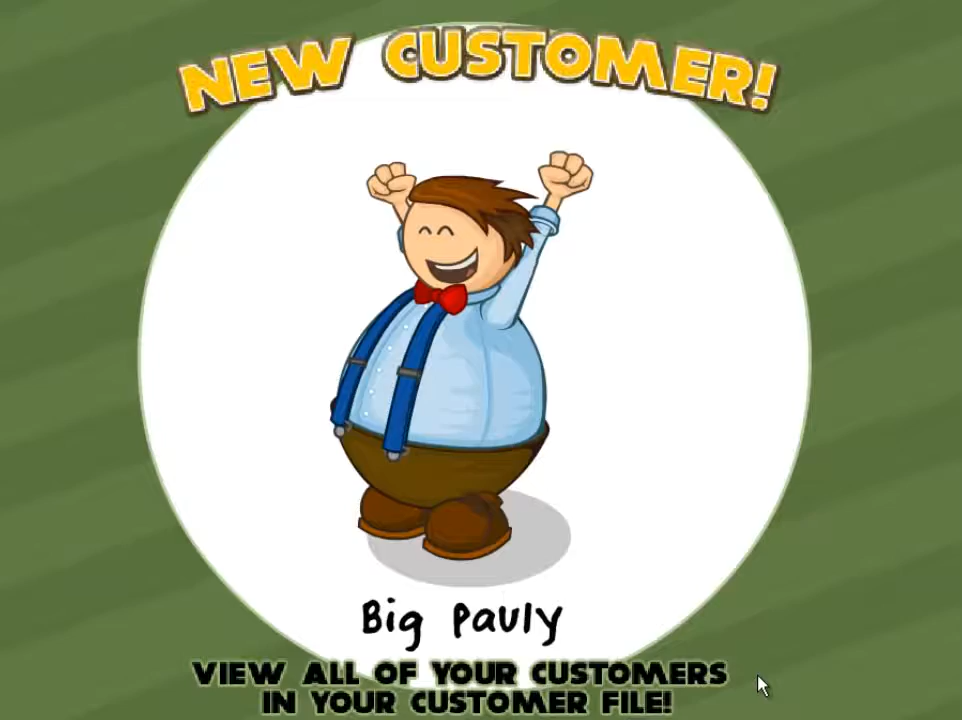 NEW CUSTOMER!
Big Pauly
VIEW ALL OF YOUR CUSTOMERS
IN YOUR CUSTOMER FILE!